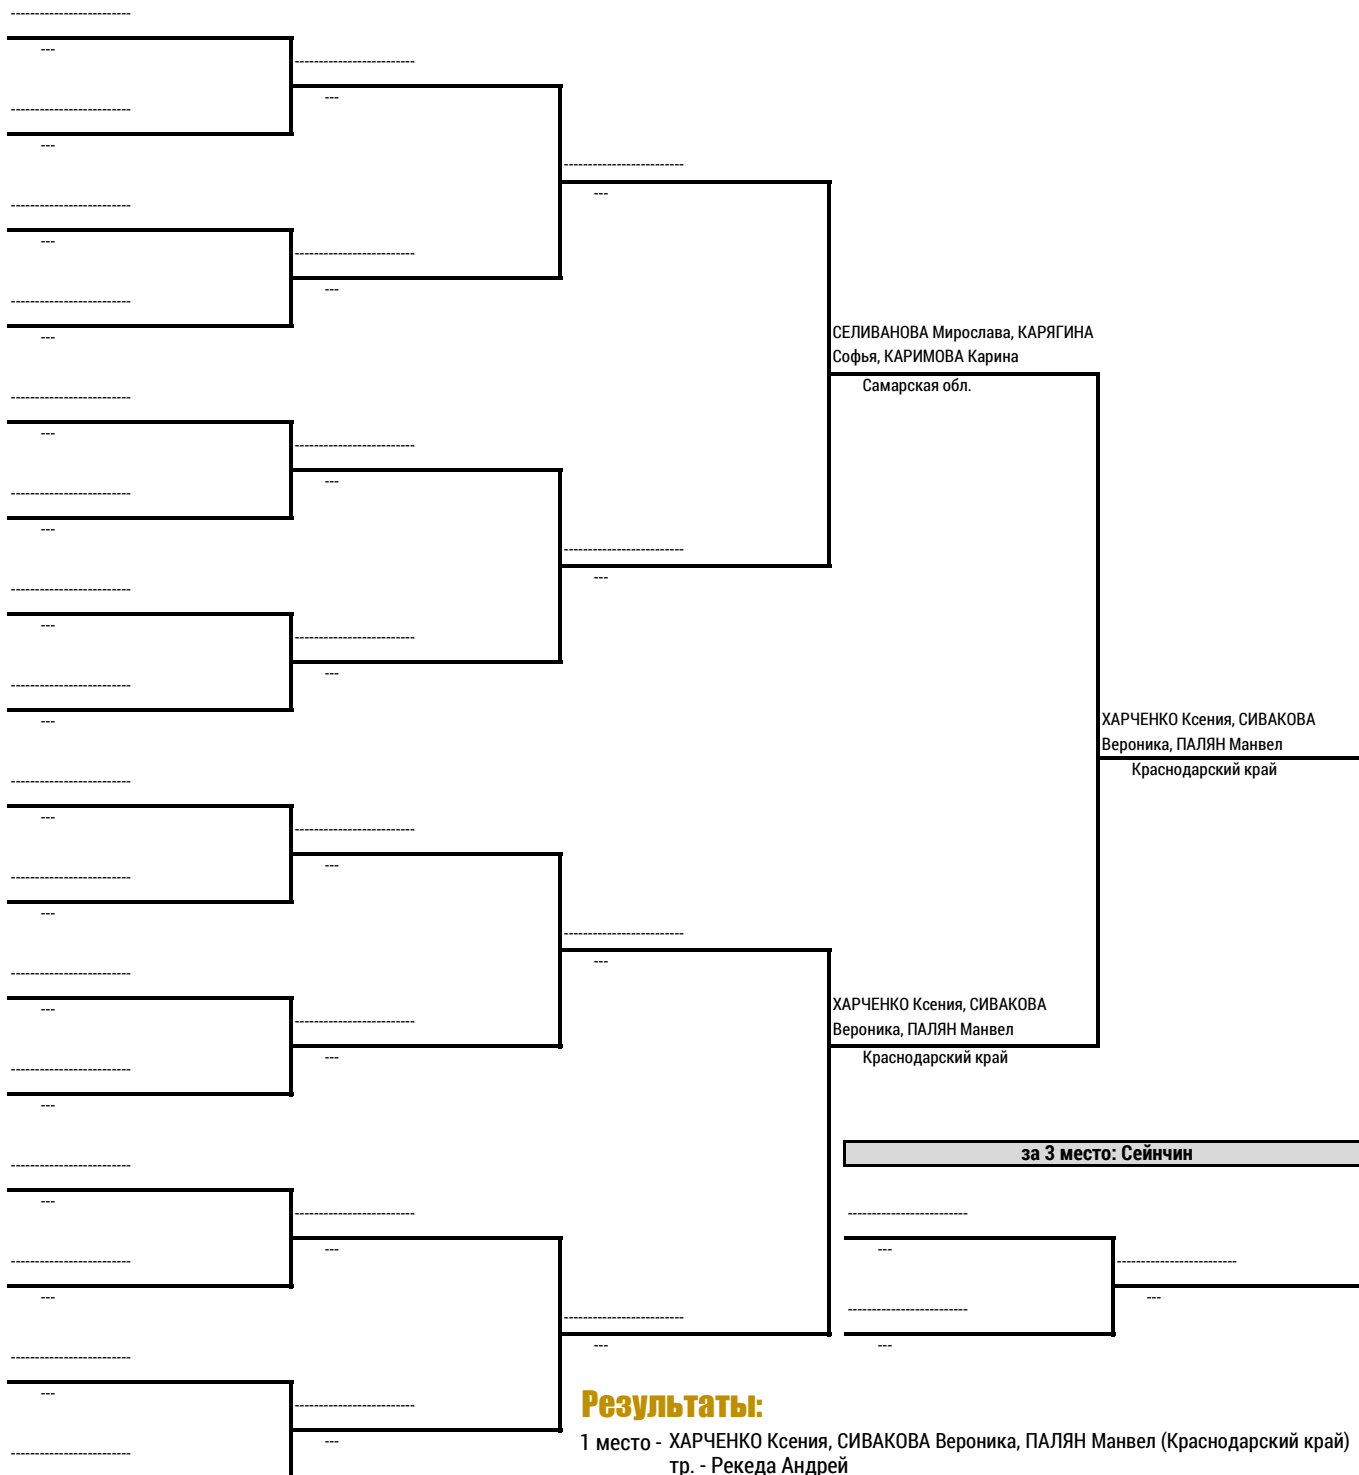 СЕЛИВАНОВА Мирослава, КАРЯГИНА
Софья, КАРИМОВА Карина
Самарская обл.
ХАРЧЕНКО Ксения, СИВАКОВА
Вероника, ПАЛЯН Манвел
Краснодарский край
ХАРЧЕНКО Ксения, СИВАКОВА
Вероника, ПАЛЯН Манвел
Краснодарский край
за 3 место: Сейнчин
Результаты:
1 место - ХАРЧЕНКО Ксения, СИВАКОВА Вероника, ПАЛЯН Манвел (Краснодарский край)
тр. - Рекеда Андрей